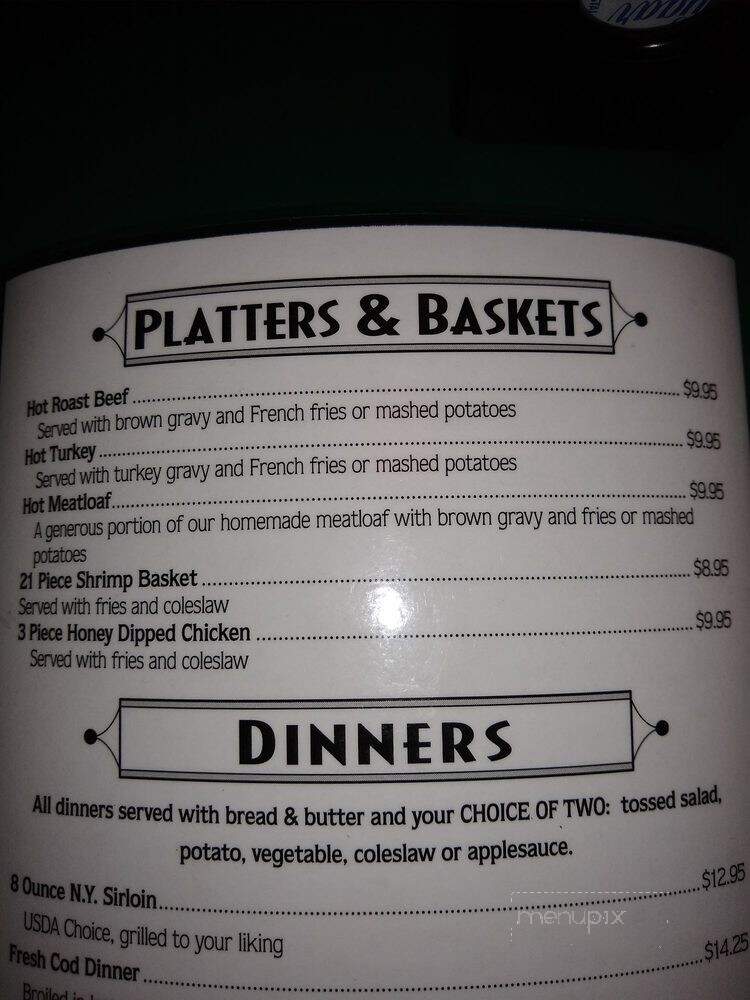 PLATTERS & BASKETS
Hot Roast Beef ........ $9.95
Served with brown gravy and French fries or mashed potatoes
Hot Turkey ........ $9.95
Served with turkey gravy and French fries or mashed potatoes
Hot Meatloaf ........ $9.95
A generous portion of our homemade meatloaf with brown gravy and fries or mashed
potatoes
21 Piece Shrimp Basket ........ $8.95
Served with fries and coleslaw
3 Piece Honey Dipped Chicken ........ $9.95
Served with fries and coleslaw
DINNERS
All dinners served with bread & butter and your CHOICE OF TWO: tossed salad,
potato, vegetable, coleslaw or applesauce.
8 Ounce N.Y. Sirloin ........ $12.95
USDA Choice, grilled to your liking
menupix
Fresh Cod Dinner ........ $14.25
Broiled